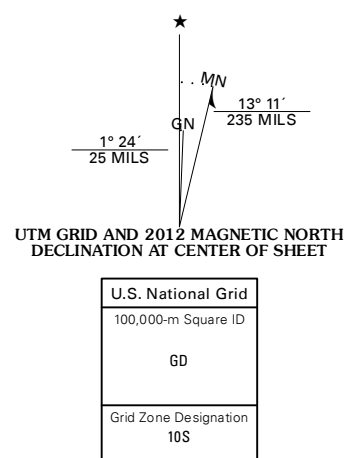 ★
MN
GN
13° 11´
235 MILS
1° 24´
25 MILS
UTM GRID AND 2012 MAGNETIC NORTH
DECLINATION AT CENTER OF SHEET
U.S. National Grid
100,000-m Square ID
GD
Grid Zone Designation
10S